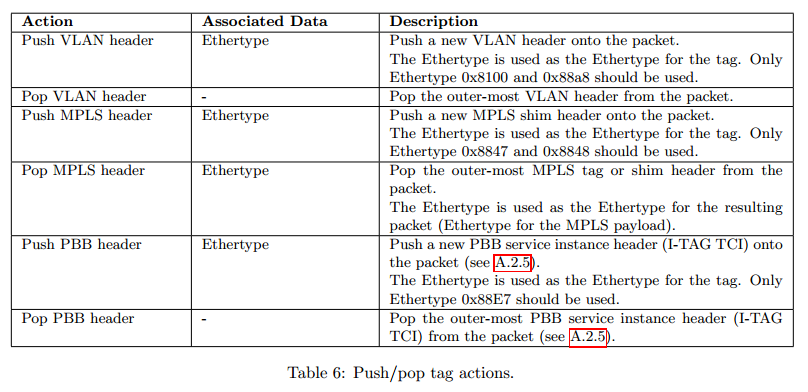 Action Associated Data Description
Push VLAN header Ethertype Push a new VLAN header onto the packet.
The Ethertype is used as the Ethertype for the tag. Only
Ethertype 0x8100 and 0x88a8 should be used.
Pop VLAN header - Pop the outer-most VLAN header from the packet.
Push MPLS header Ethertype Push a new MPLS shim header onto the packet.
The Ethertype is used as the Ethertype for the tag. Only
Ethertype 0x8847 and 0x8848 should be used.
Pop MPLS header Ethertype Pop the outer-most MPLS tag or shim header from the
packet.
The Ethertype is used as the Ethertype for the resulting
packet (Ethertype for the MPLS payload).
Push PBB header Ethertype Push a new PBB service instance header (I-TAG TCI) onto
the packet (see A.2.5).
The Ethertype is used as the Ethertype for the tag. Only
Ethertype 0x88E7 should be used.
Pop PBB header - Pop the outer-most PBB service instance header (I-TAG
TCI) from the packet (see A.2.5).
Table 6: Push/pop tag actions.